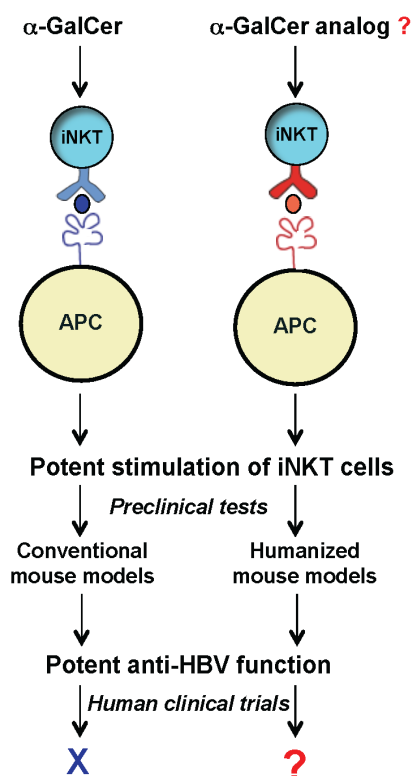 α-GalCer
α-GalCer analog ?
iNKT
iNKT
APC
APC
Potent stimulation of iNKT cells
Preclinical tests
Conventional
mouse models
Humanized
mouse models
Potent anti-HBV function
Human clinical trials
X
?